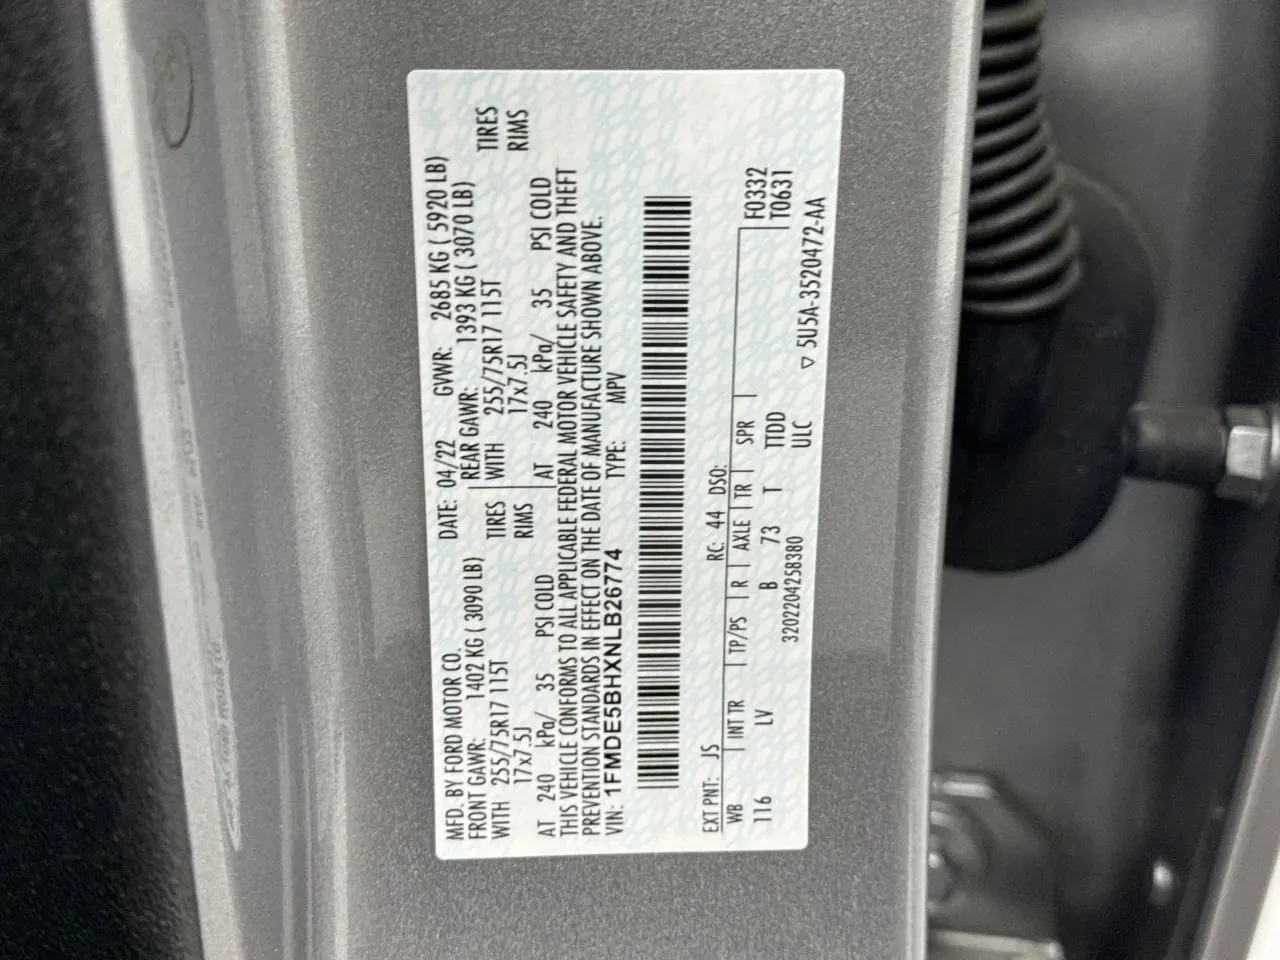 MFD. BY FORD MOTOR CO.
DATE: 04/22 GVWR: 2685 KG ( 5920 LB)
FRONT GAWR: 1402 KG ( 3090 LB) REAR GAWR: 1393 KG ( 3070 LB)
WITH 255/75R17 115T TIRES WITH 255/75R17 115T TIRES
17x7.5J RIMS 17x7.5J RIMS
AT 240 kPa/ 35 PSI COLD AT 240 kPa/ 35 PSI COLD
THIS VEHICLE CONFORMS TO ALL APPLICABLE FEDERAL MOTOR VEHICLE SAFETY AND THEFT
PREVENTION STANDARDS IN EFFECT ON THE DATE OF MANUFACTURE SHOWN ABOVE.
VIN: 1FMDE5BHXNLB26774 TYPE: MPV
EXT PNT: JS RC: 44 DSO:
WB INT TR TP/PS R AXLE TR SPR F0332
116 LV B 73 T TTDD T0631
3202204258380 ULC ▽ 5U5A-3520472-AA